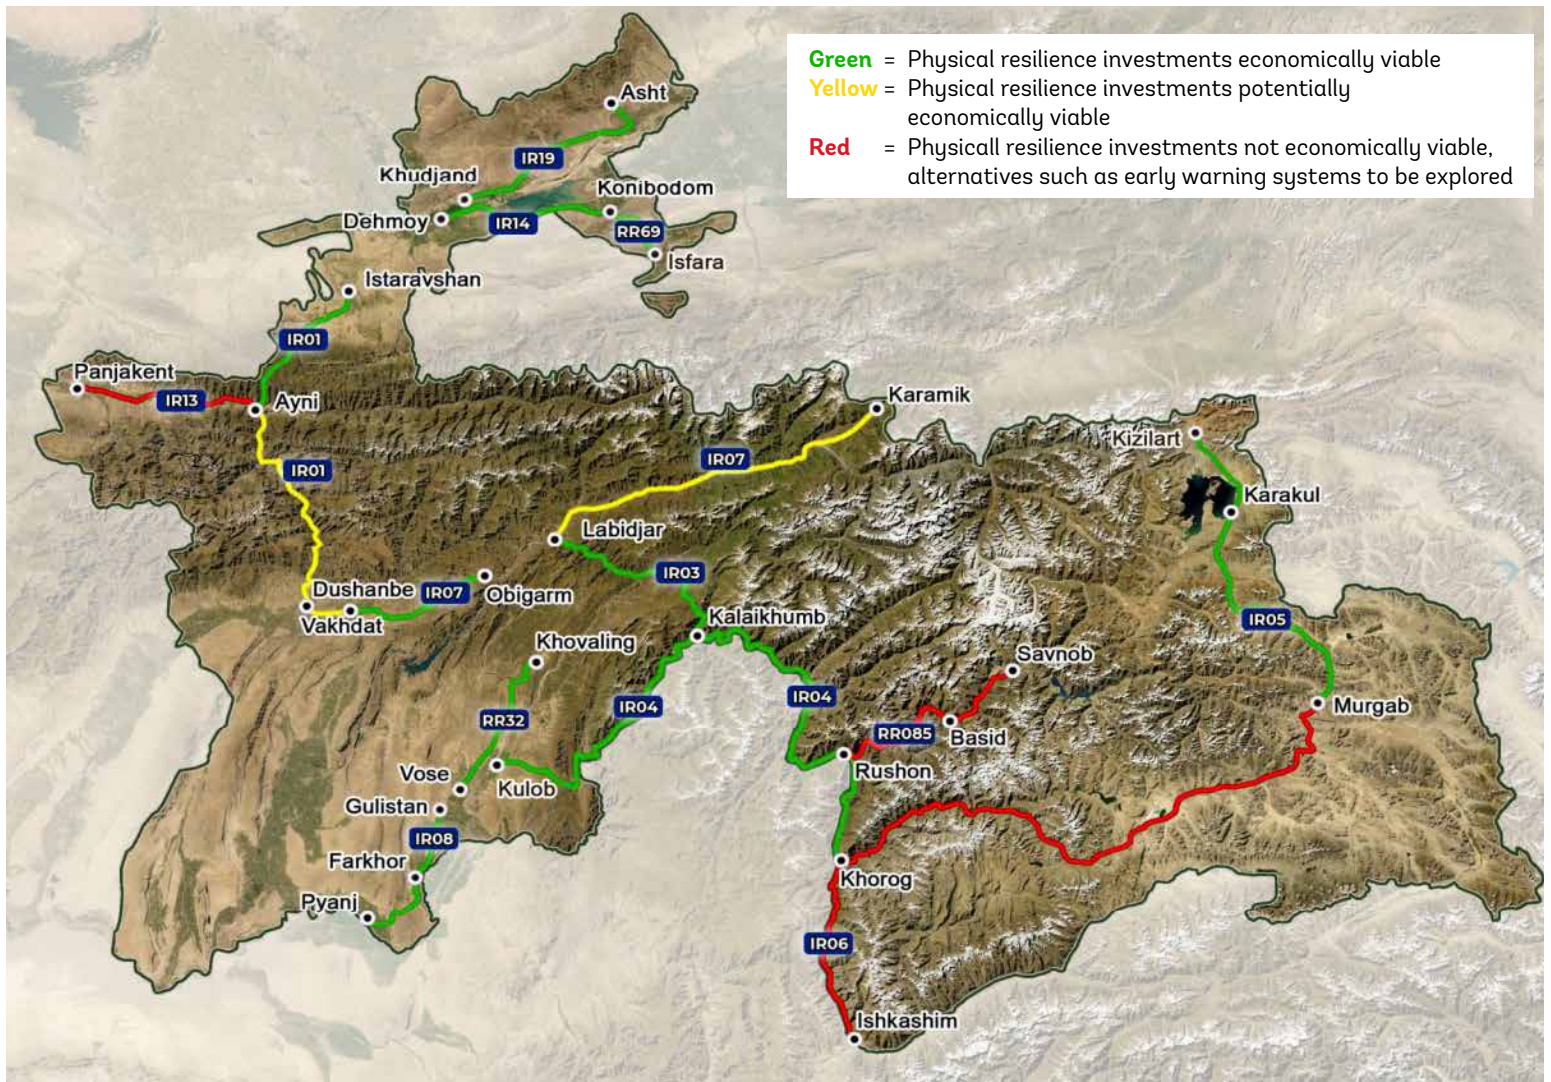 Green = Physical resilience investments economically viable
Yellow = Physical resilience investments potentially
economically viable
Red = Physicall resilience investments not economically viable,
alternatives such as early warning systems to be explored
Asht
IR19
Khudjand
Konibodom
Dehmoy
IR14
RR69
Isfara
Istaravshan
IR01
Panjakent
IR13
Ayni
Karamik
Kizilart
IR07
IR01
Karakul
Labidjar
IR03
Dushanbe
IR07
Obigarm
Vakhdat
Kalaikhumb
IR05
Khovaling
Savnob
IR04
IR04
Murgab
RR32
RR085
Basid
Vose
Kulob
Rushon
Gulistan
IR08
Farkhor
Khorog
Pyanj
IR06
Ishkashim